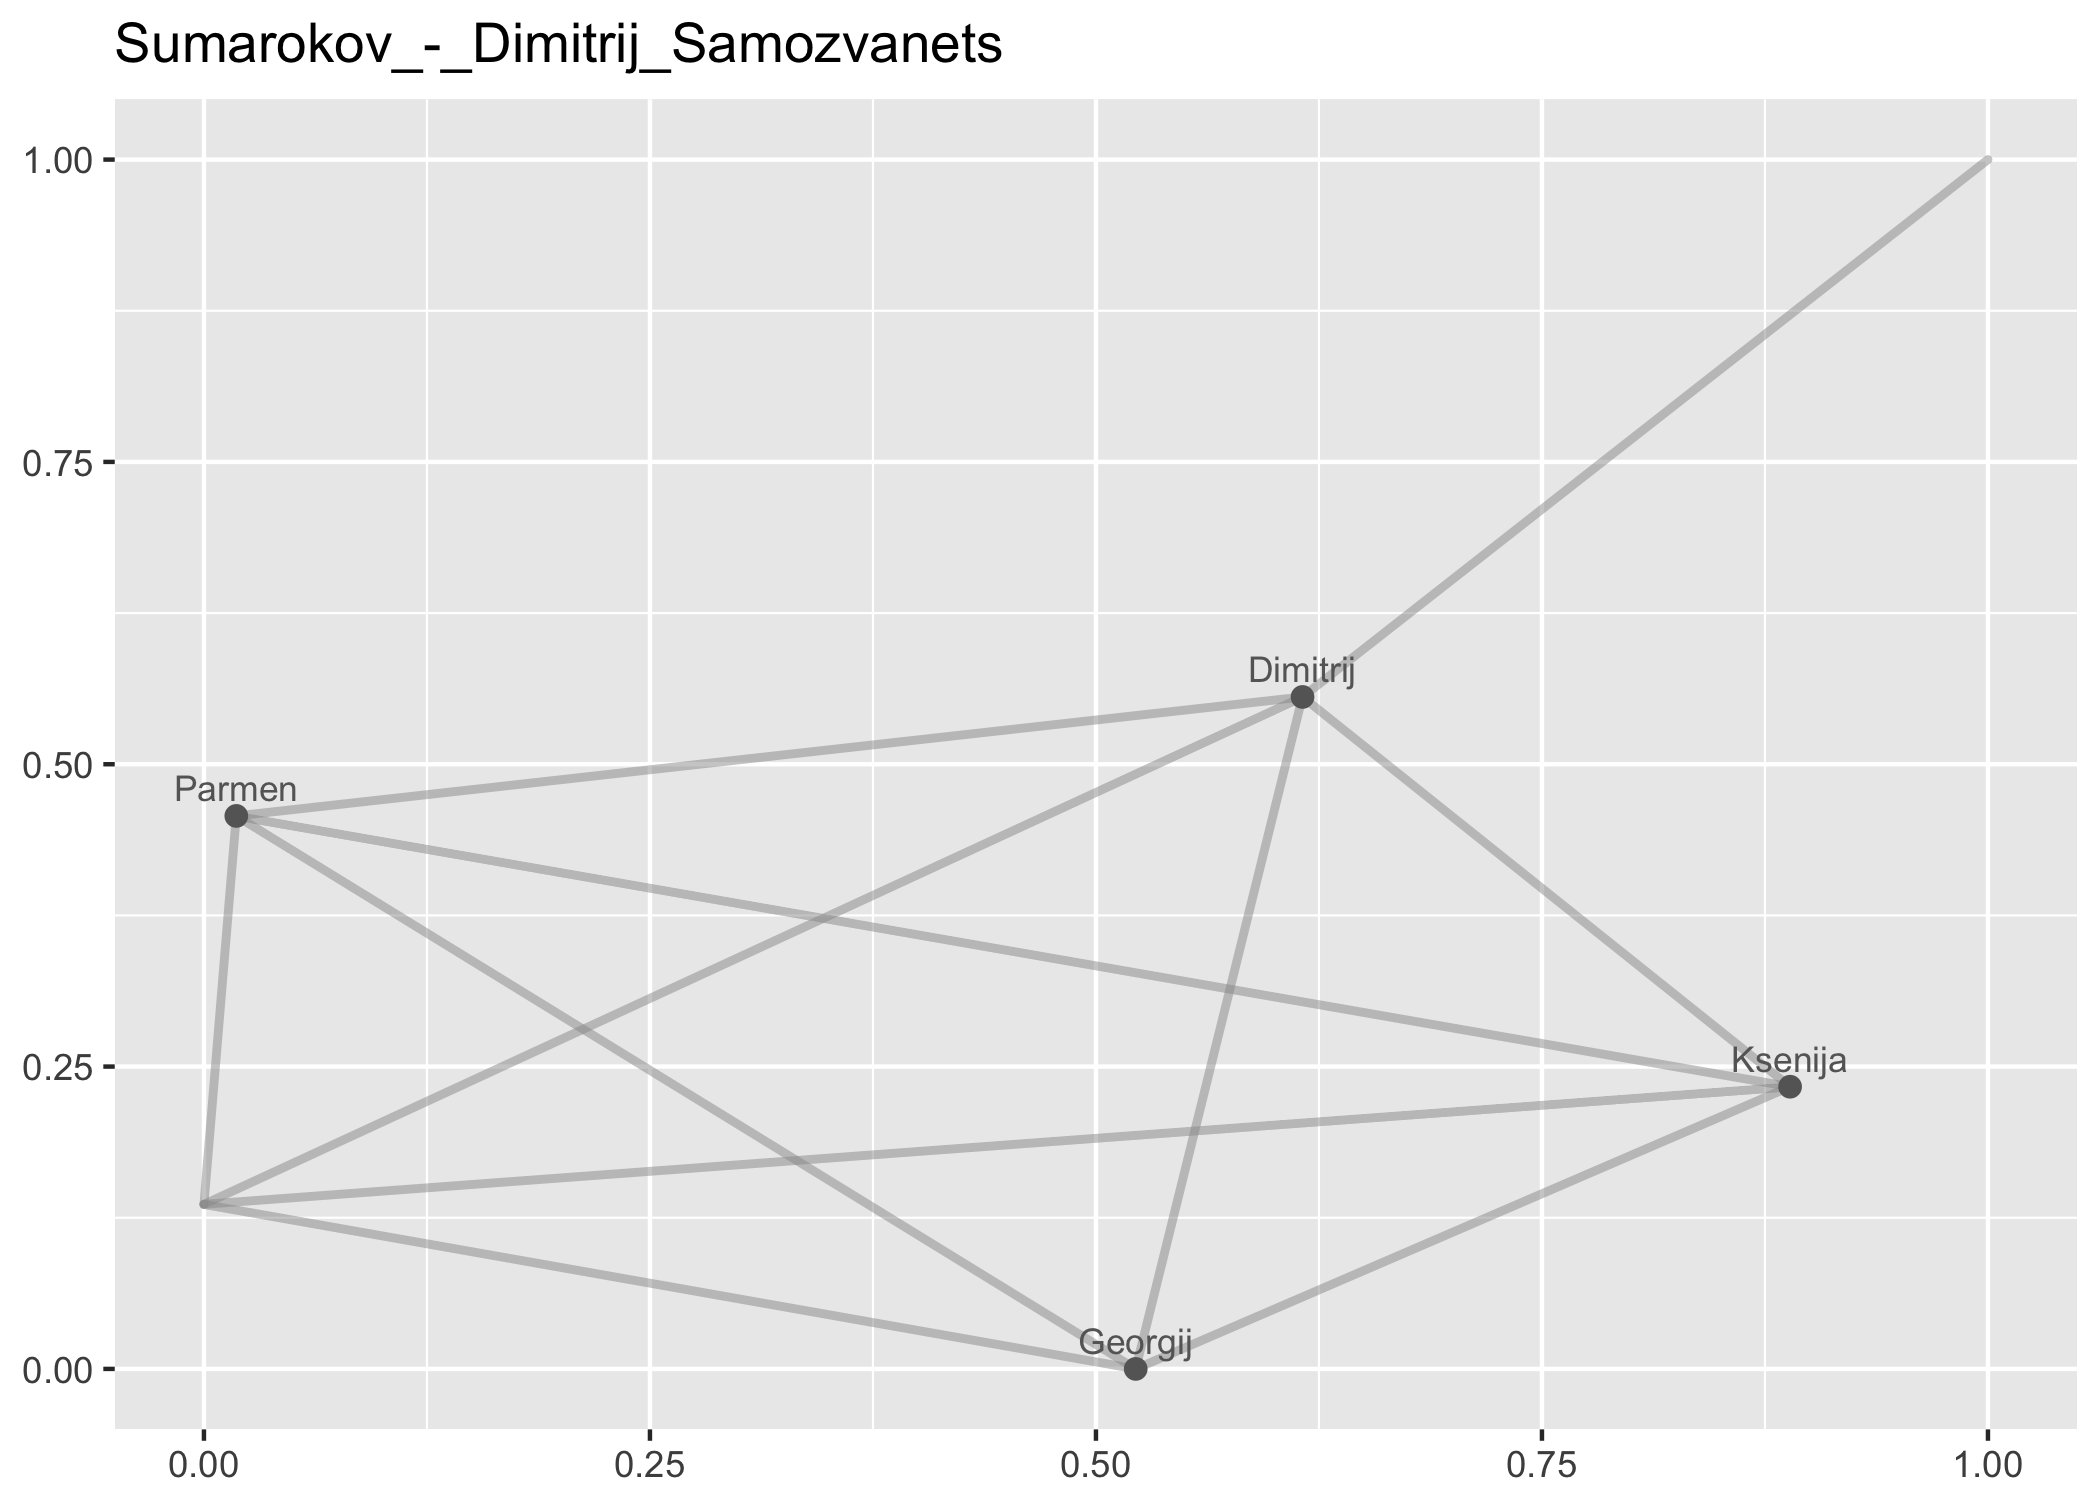 Sumarokov_-_Dimitrij_Samozvanets
1.00
0.75
Dimitrij
0.50
Parmen
0.25
Ksenija
Georgij
0.00
0.00 0.25 0.50 0.75 1.00